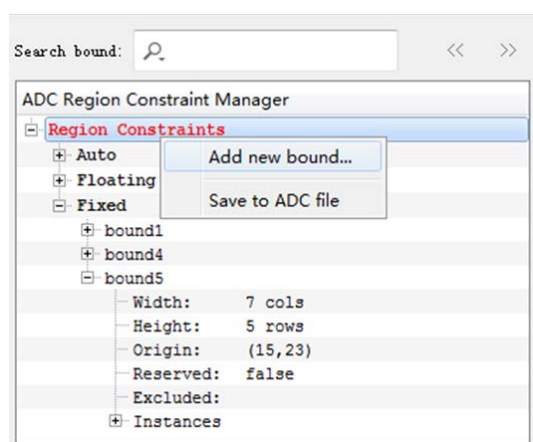 Search bound:
<< >>
ADC Region Constraint Manager
Region Constraints
Auto
Add new bound...
Floating
Save to ADC file
Fixed
bound1
bound4
bound5
Width: 7 cols
Height: 5 rows
Origin: (15,23)
Reserved: false
Excluded:
Instances